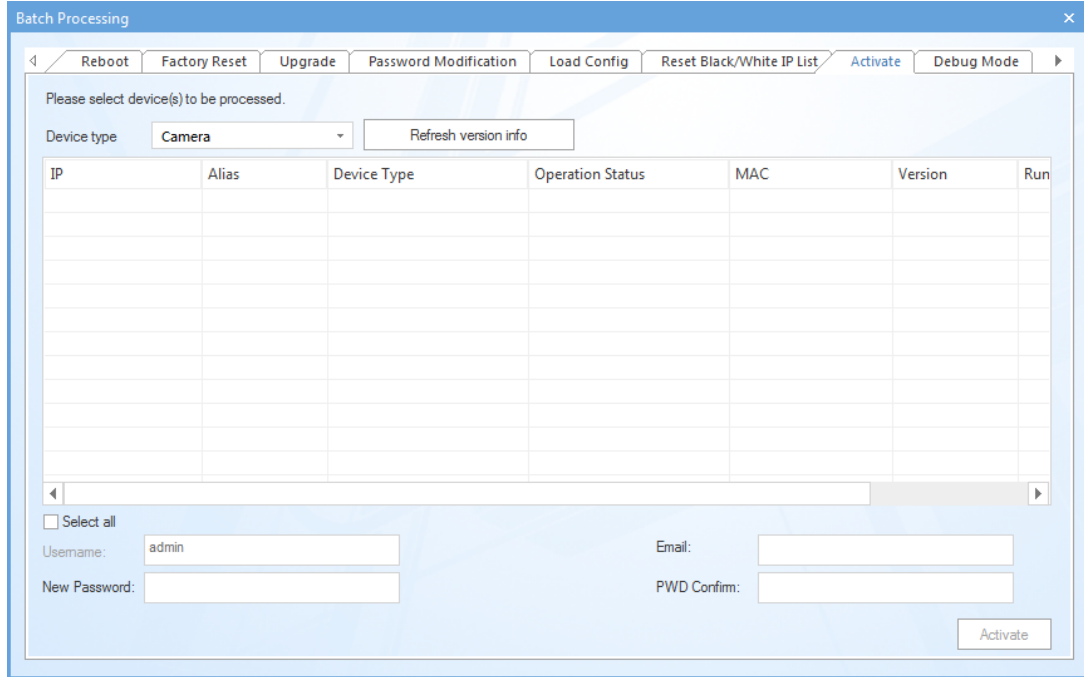 Batch Processing
Reboot Factory Reset Upgrade Password Modification Load Config Reset Black/White IP List Activate Debug Mode
Please select device(s) to be processed.
Device type Camera Refresh version info
IP Alias Device Type Operation Status MAC Version Run
Select all
Username: admin Email:
New Password: PWD Confirm:
Activate